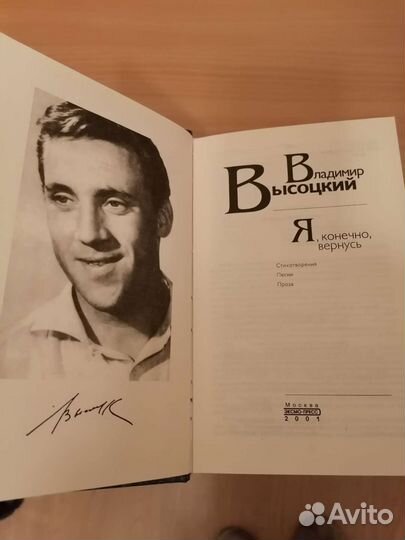 Владимир
Высоцкий
Я, конечно,
вернусь
Стихотворения
Песни
Проза
Москва
ЭКСМО-ПРЕСС
2001
Avito